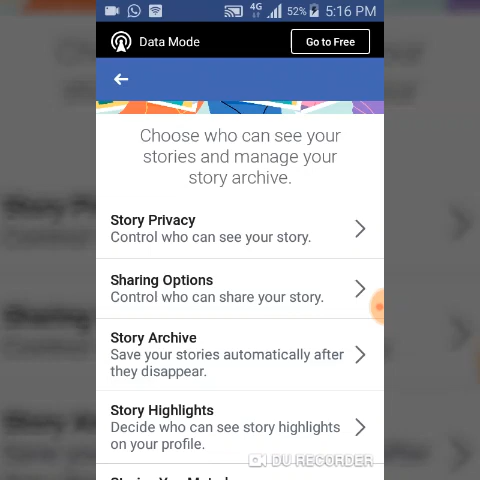 4G
52%
5:16 PM
Data Mode
Go to Free
Choose who can see your
stories and manage your
story archive.
Story Privacy
Control who can see your story.
Sharing Options
Control who can share your story.
Story Archive
Save your stories automatically after
they disappear.
Story Highlights
Decide who can see story highlights
on your profile.
DU RECORDER